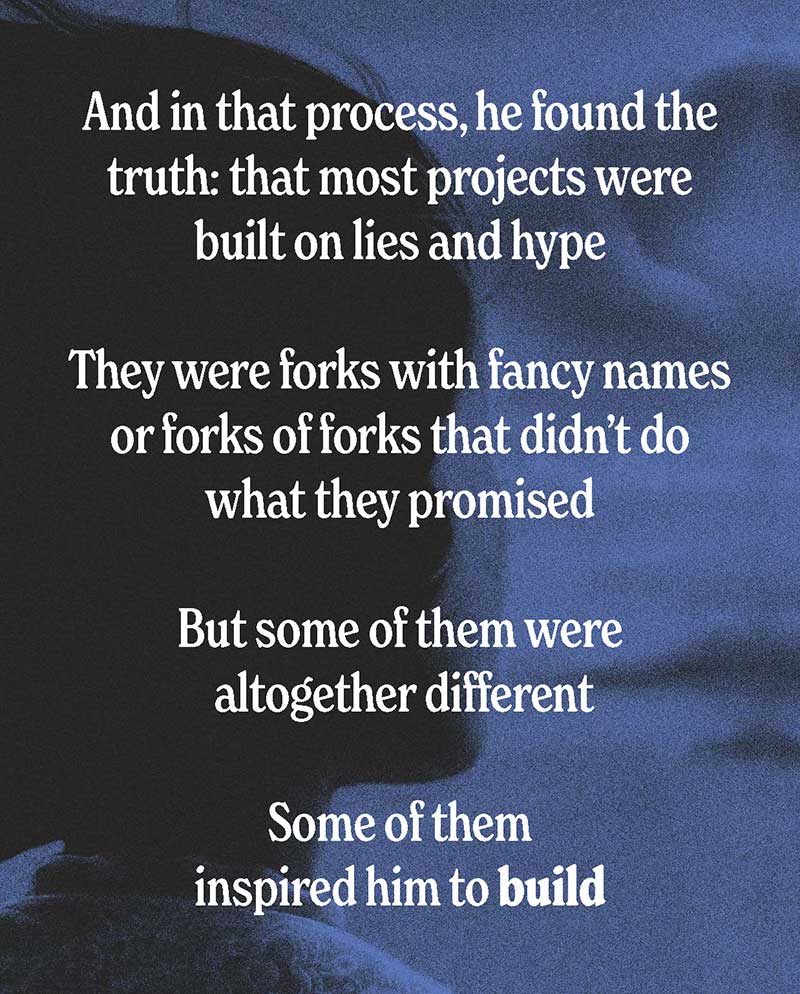 And in that process, he found the
truth: that most projects were
built on lies and hype
They were forks with fancy names
or forks of forks that didn’t do
what they promised
But some of them were
altogether different
Some of them
inspired him to build